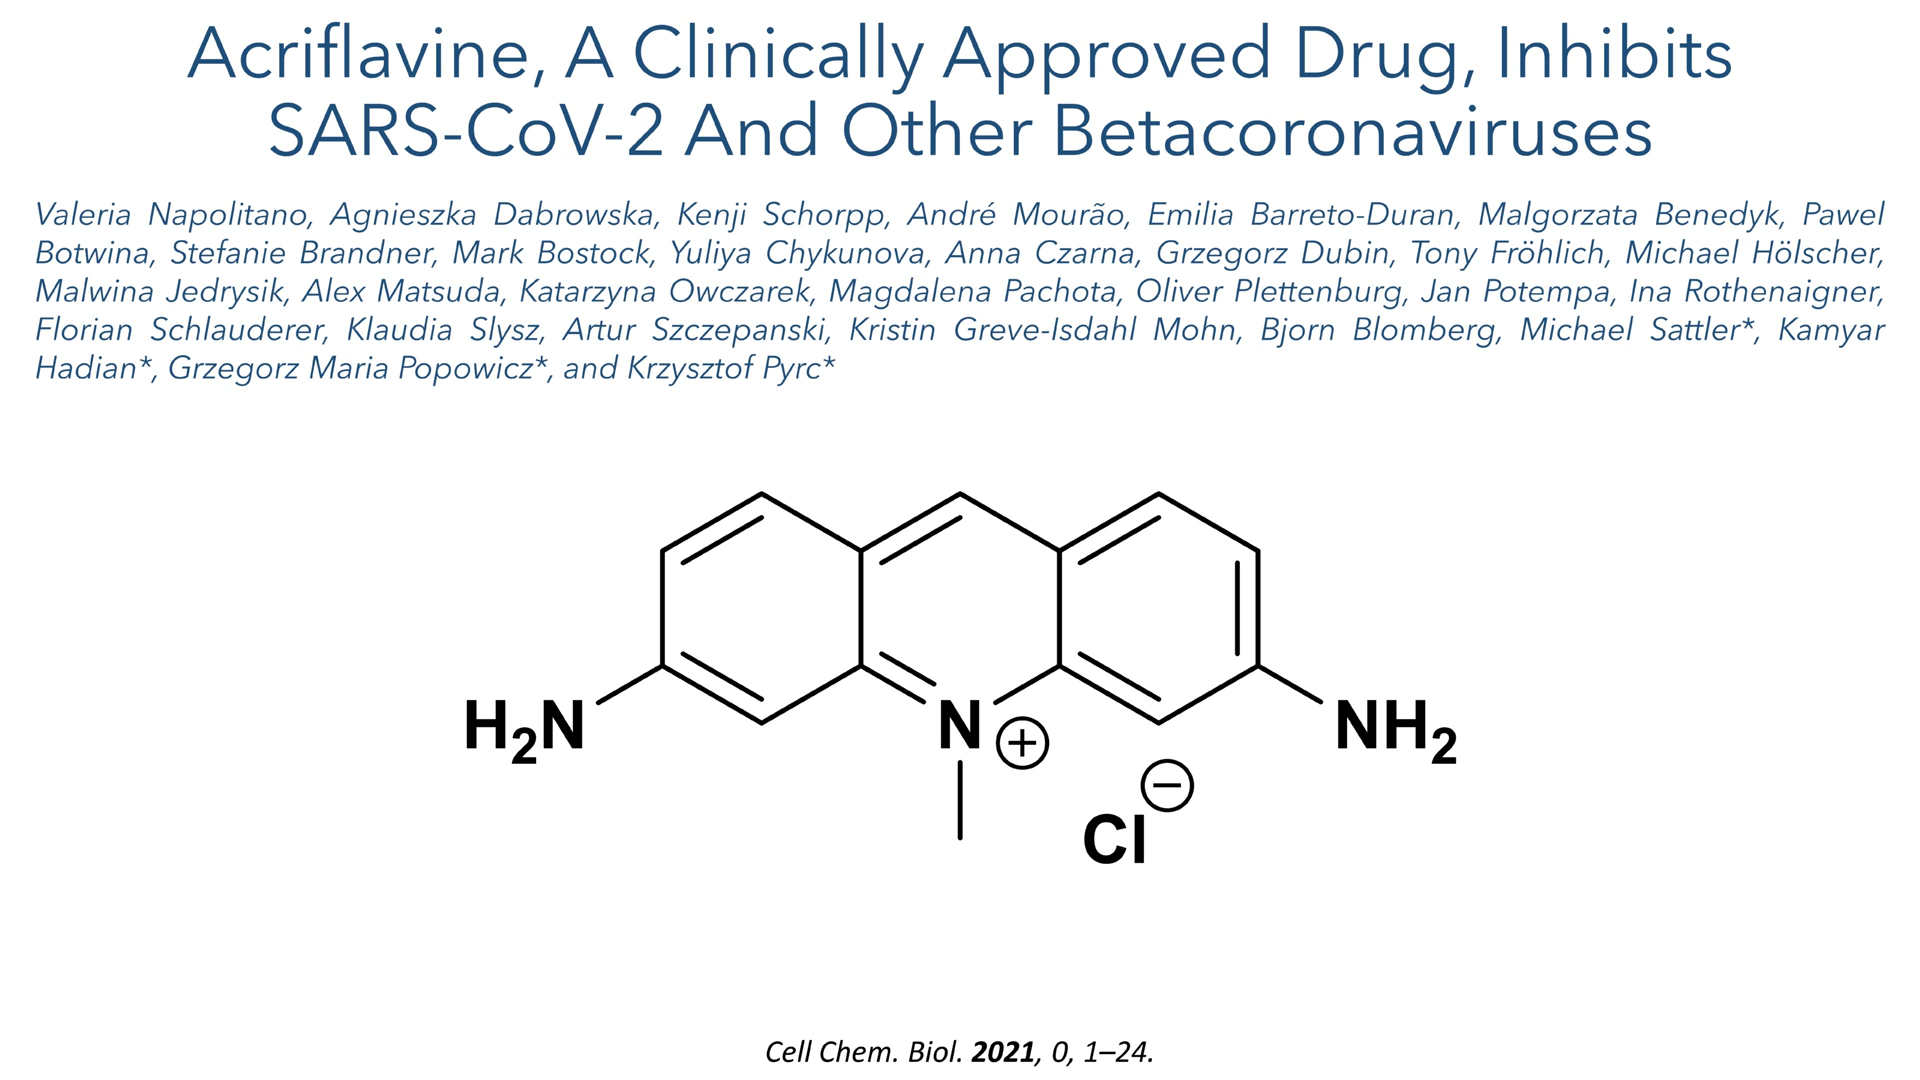 Acriflavine, A Clinically Approved Drug, Inhibits
SARS-CoV-2 And Other Betacoronaviruses
Valeria Napolitano, Agnieszka Dabrowska, Kenji Schorpp, André Mourão, Emilia Barreto-Duran, Malgorzata Benedyk, Pawel
Botwina, Stefanie Brandner, Mark Bostock, Yuliya Chykunova, Anna Czarna, Grzegorz Dubin, Tony Fröhlich, Michael Hölscher,
Malwina Jedrysik, Alex Matsuda, Katarzyna Owczarek, Magdalena Pachota, Oliver Plettenburg, Jan Potempa, Ina Rothenaigner,
Florian Schlauderer, Klaudia Slysz, Artur Szczepanski, Kristin Greve-Isdahl Mohn, Bjorn Blomberg, Michael Sattler*, Kamyar
Hadian*, Grzegorz Maria Popowicz*, and Krzysztof Pyrc*
H₂N N⊕ NH₂
Cl⊖
Cell Chem. Biol. 2021, 0, 1–24.